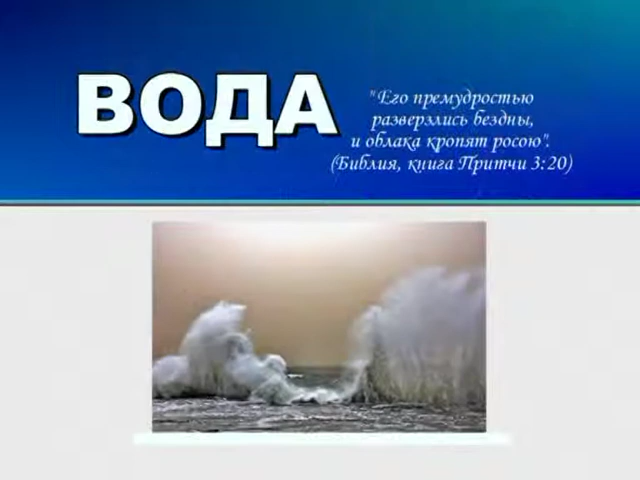 ВОДА
"Его премудростью
разверзлись бездны,
и облака кропят росою".
(Библия, книга Притчи 3:20)